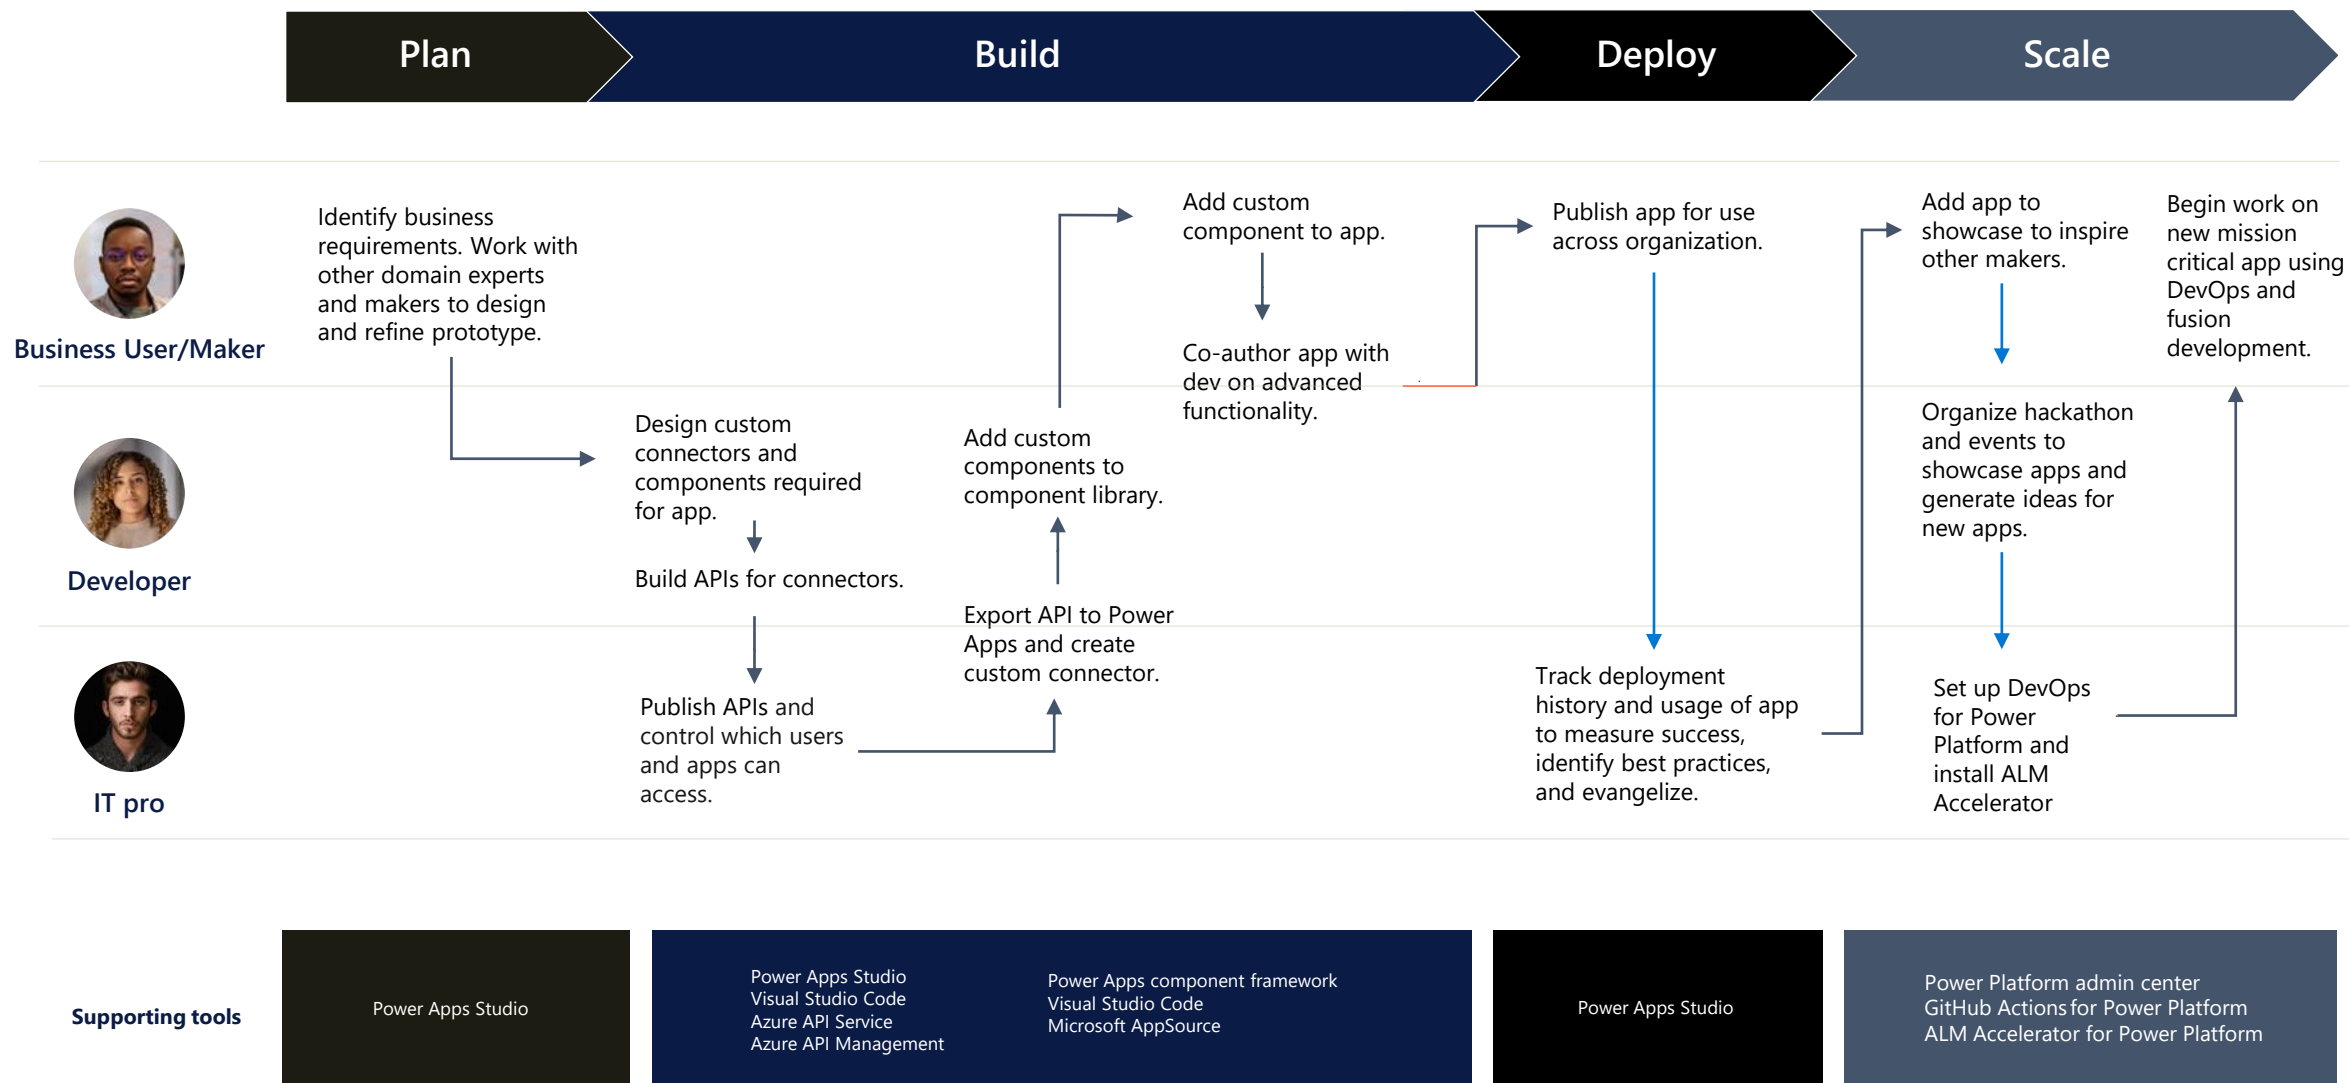 Plan
Build
Deploy
Scale
Business User/Maker
Identify business
requirements. Work with
other domain experts
and makers to design
and refine prototype.
Add custom
component to app.
Co-author app with
dev on advanced
functionality.
Publish app for use
across organization.
Add app to
showcase to inspire
other makers.
Begin work on
new mission
critical app using
DevOps and
fusion
development.
Developer
Design custom
connectors and
components required
for app.
Build APIs for connectors.
Add custom
components to
component library.
Export API to Power
Apps and create
custom connector.
Organize hackathon
and events to
showcase apps and
generate ideas for
new apps.
IT pro
Publish APIs and
control which users
and apps can
access.
Track deployment
history and usage of app
to measure success,
identify best practices,
and evangelize.
Set up DevOps
for Power
Platform and
install ALM
Accelerator
Supporting tools
Power Apps Studio
Power Apps Studio
Visual Studio Code
Azure API Service
Azure API Management
Power Apps component framework
Visual Studio Code
Microsoft AppSource
Power Apps Studio
Power Platform admin center
GitHub Actions for Power Platform
ALM Accelerator for Power Platform